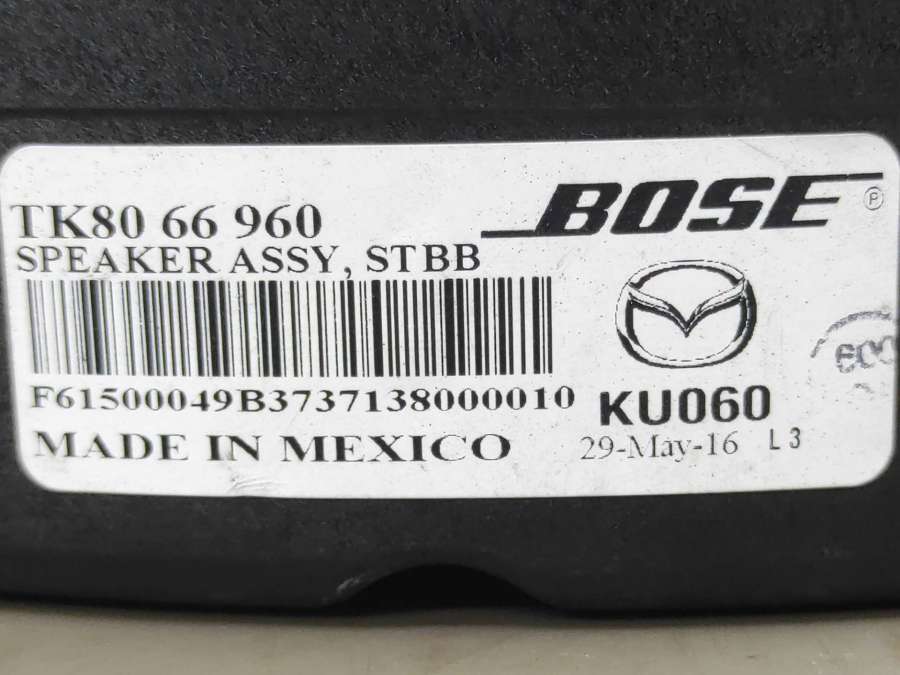 TK80 66 960
BOSE ℗
SPEAKER ASSY, STBB
F61500049B3737138000010
KU060
MADE IN MEXICO
29-May-16 L3